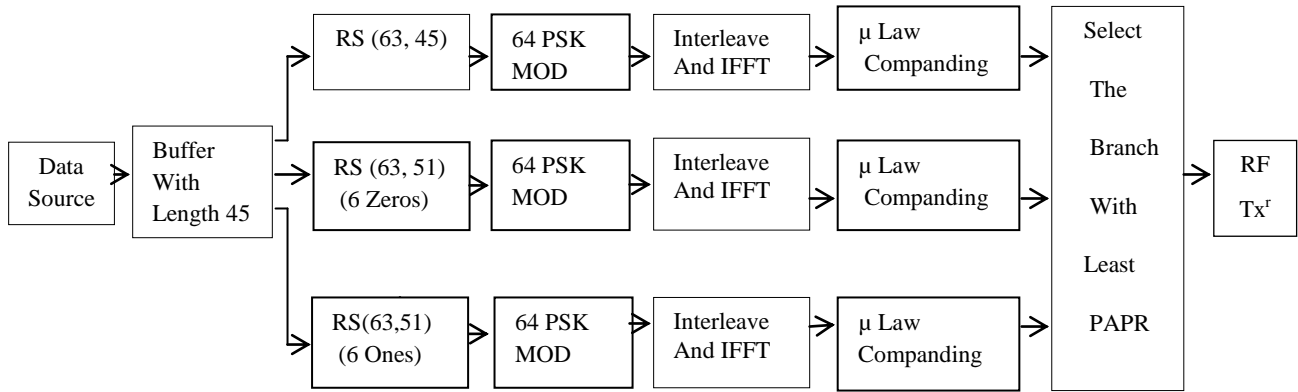 Data
Source
Buffer
With
Length 45
RS (63, 45)
64 PSK
MOD
Interleave
And IFFT
µ Law
Companding
RS (63, 51)
(6 Zeros)
64 PSK
MOD
Interleave
And IFFT
µ Law
Companding
RS(63,51)
(6 Ones)
64 PSK
MOD
Interleave
And IFFT
µ Law
Companding
Select
The
Branch
With
Least
PAPR
RF
Txʳ